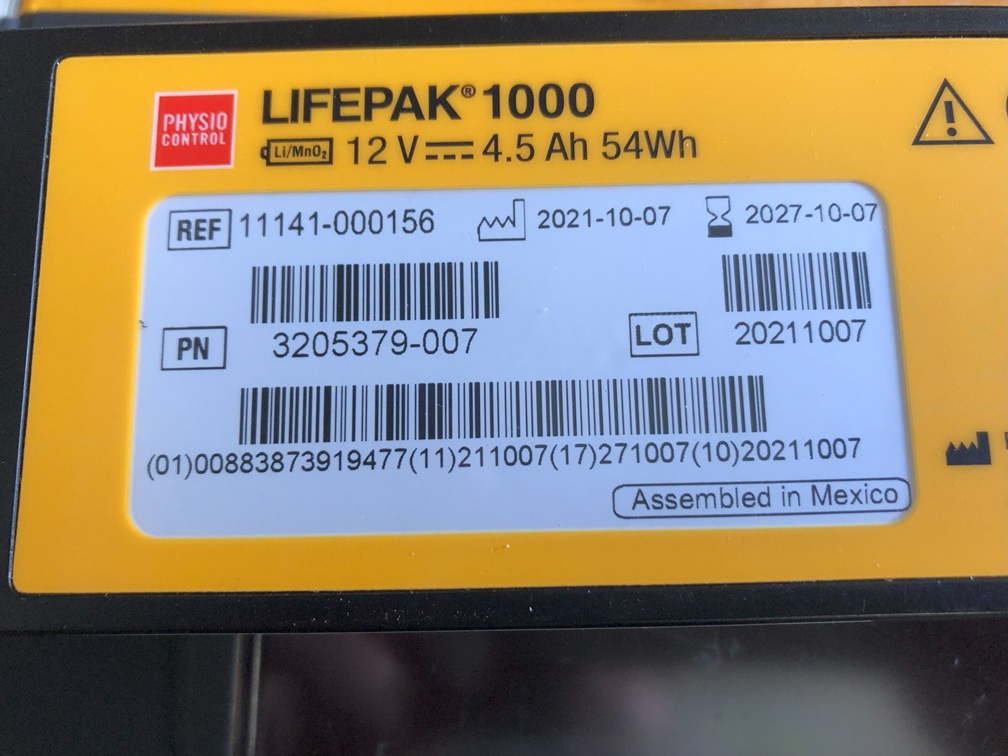 PHYSIO
CONTROL
LIFEPAK® 1000
Li/MnO₂ 12 V 4.5 Ah 54Wh
REF 11141-000156 2021-10-07 2027-10-07
PN 3205379-007 LOT 20211007
(01)00883873919477(11)211007(17)271007(10)20211007
Assembled in Mexico